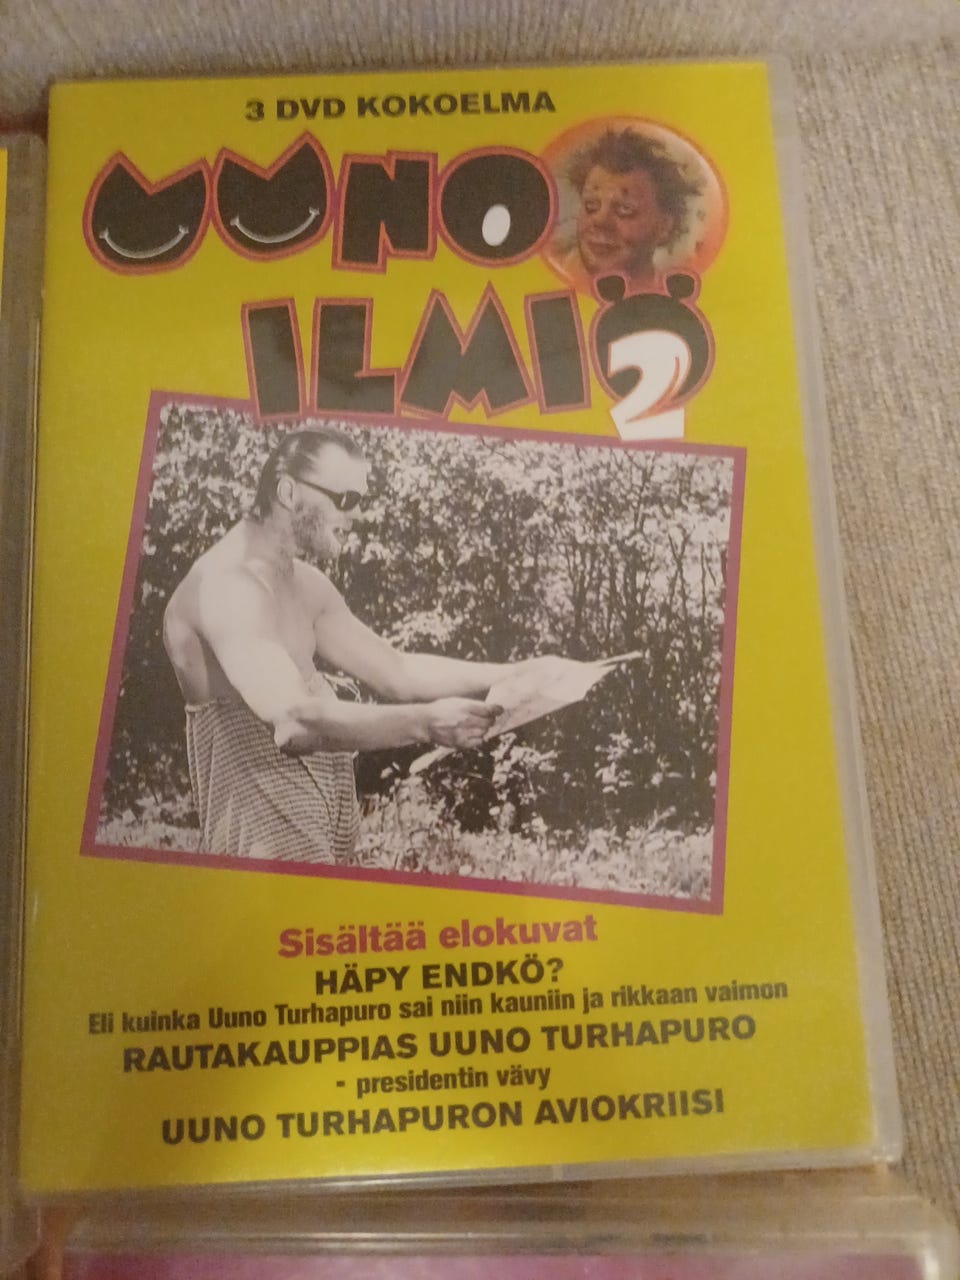 3 DVD KOKOELMA
UUNO
ILMIÖ
2
Sisältää elokuvat
HÄPY ENDKÖ?
Eli kuinka Uuno Turhapuro sai niin kauniin ja rikkaan vaimon
RAUTAKAUPPIAS UUNO TURHAPURO
- presidentin vävy
UUNO TURHAPURON AVIOKRIISI